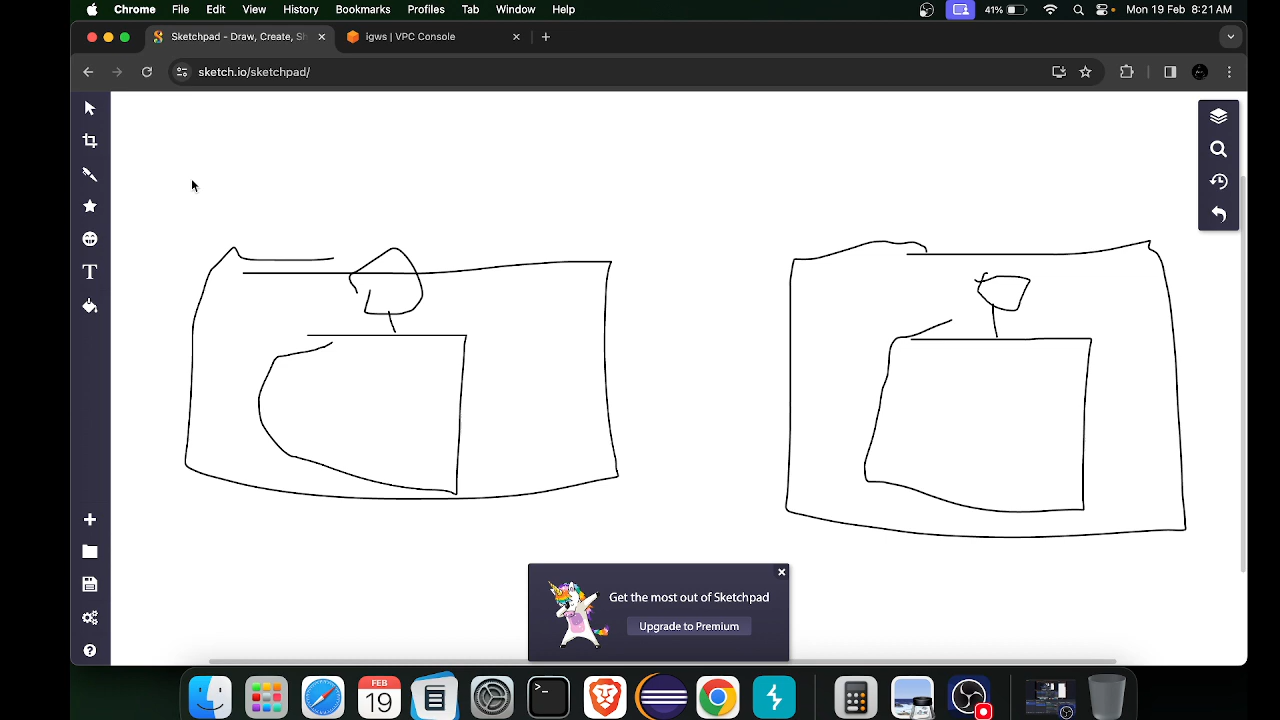 Chrome File Edit View History Bookmarks Profiles Tab Window Help 41% Mon 19 Feb 8:21 AM
Sketchpad - Draw, Create, Sh igws | VPC Console
sketch.io/sketchpad/
T
Get the most out of Sketchpad
Upgrade to Premium
FEB
19